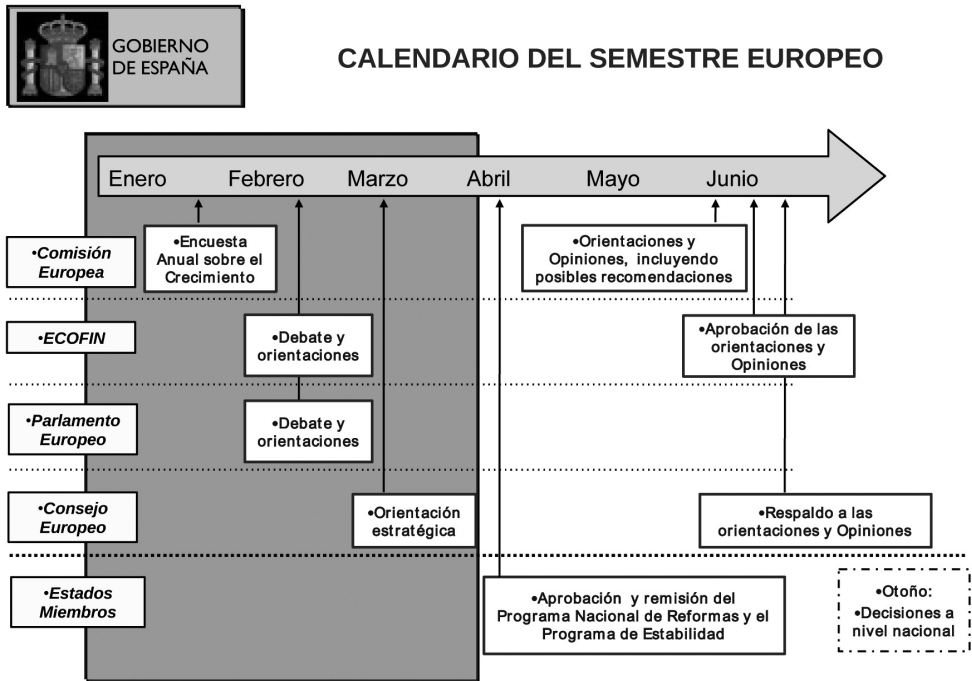 GOBIERNO
DE ESPAÑA
CALENDARIO DEL SEMESTRE EUROPEO
Enero Febrero Marzo Abril Mayo Junio
•Comisión
Europea
•Encuesta
Anual sobre el
Crecimiento
•Orientaciones y
Opiniones, incluyendo
posibles recomendaciones
•ECOFIN
•Debate y
orientaciones
•Aprobación de las
orientaciones y
Opiniones
•Parlamento
Europeo
•Debate y
orientaciones
•Consejo
Europeo
•Orientación
estratégica
•Respaldo a las
orientaciones y Opiniones
•Estados
Miembros
•Aprobación y remisión del
Programa Nacional de Reformas y el
Programa de Estabilidad
•Otoño:
•Decisiones a
nivel nacional